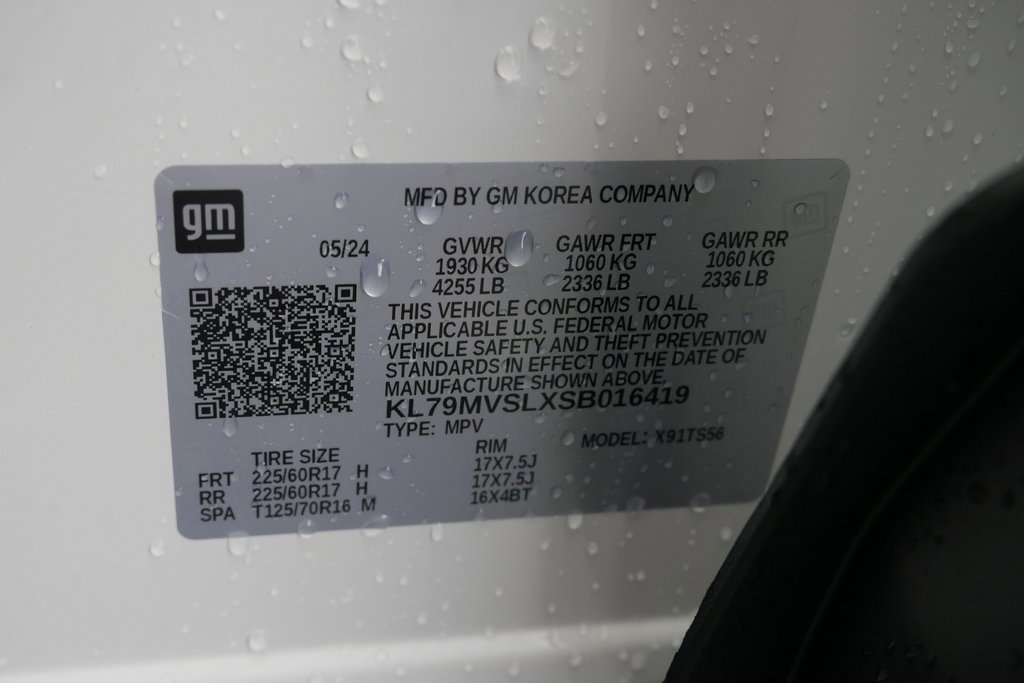 gm
MFD BY GM KOREA COMPANY
05/24 GVWR GAWR FRT GAWR RR
1930 KG 1060 KG 1060 KG
4255 LB 2336 LB 2336 LB
THIS VEHICLE CONFORMS TO ALL
APPLICABLE U.S. FEDERAL MOTOR
VEHICLE SAFETY AND THEFT PREVENTION
STANDARDS IN EFFECT ON THE DATE OF
MANUFACTURE SHOWN ABOVE.
KL79MVSLXSB016419
TYPE: MPV MODEL: X91TS56
TIRE SIZE RIM
FRT 225/60R17 H 17X7.5J
RR 225/60R17 H 17X7.5J
SPA T125/70R16 M 16X4BT